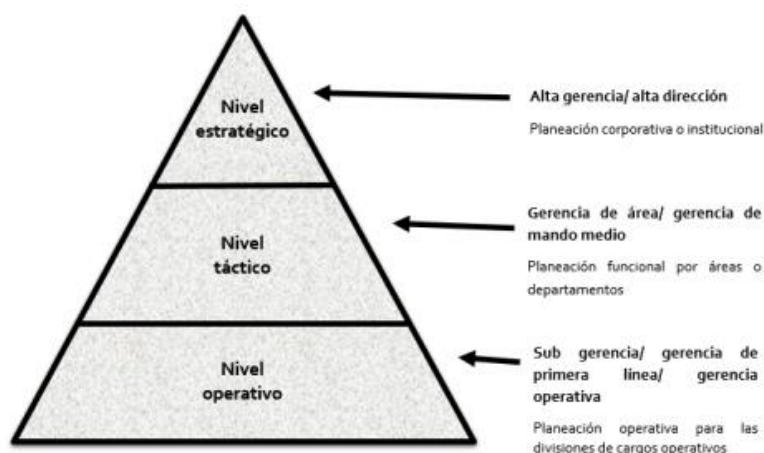 Nivel
estratégico
Alta gerencia/ alta dirección
Planeación corporativa o institucional
Nivel
táctico
Gerencia de área/ gerencia de
mando medio
Planeación funcional por áreas o
departamentos
Nivel
operativo
Sub gerencia/ gerencia de
primera línea/ gerencia
operativa
Planeación operativa para las
divisiones de cargos operativos